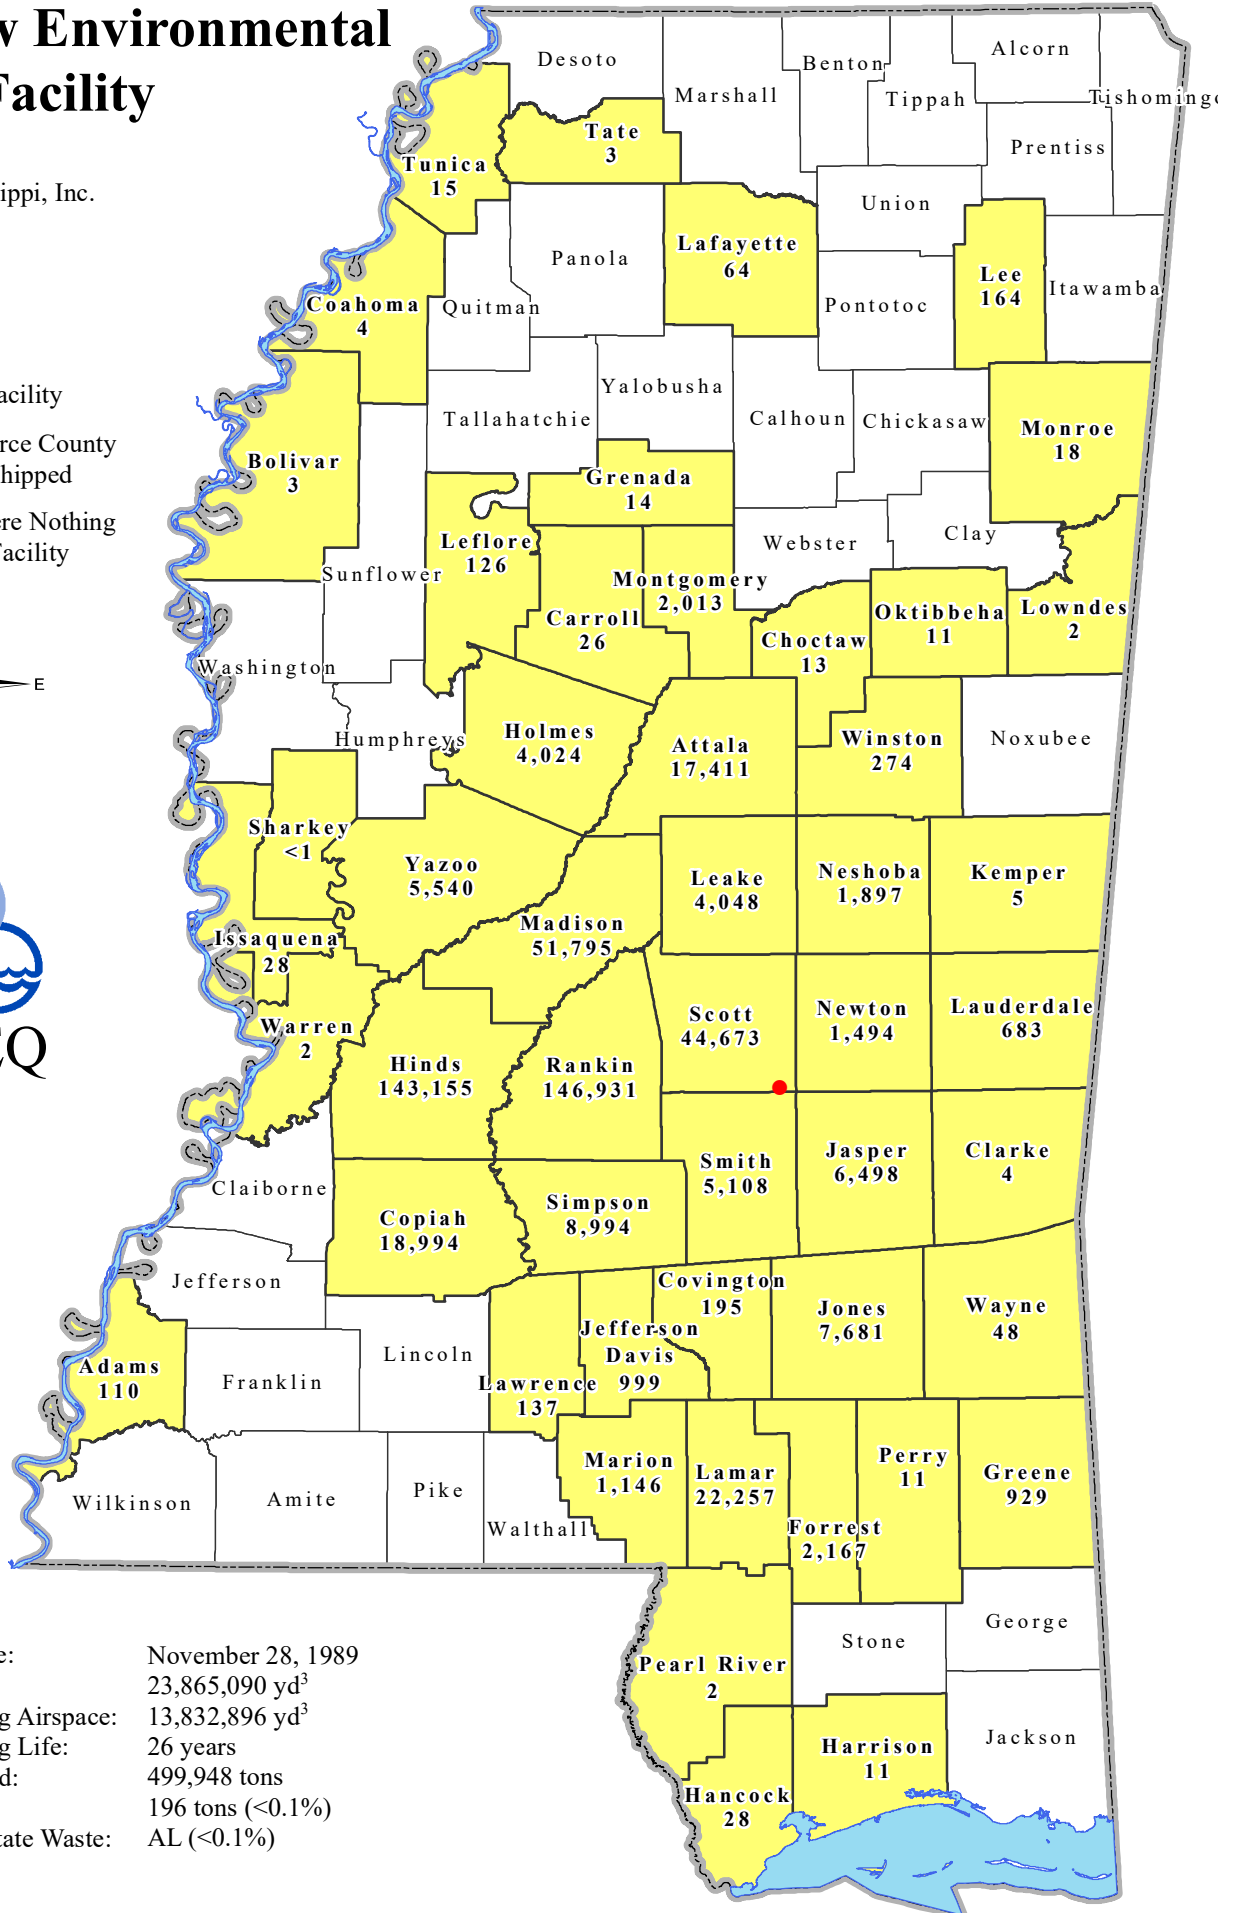 w Environmental
Facility
ippi, Inc.
acility
rce County
hipped
ere Nothing
Facility
E
CQ
Desoto
Marshall
Benton
Tippah
Alcorn
Tishomingo
Prentiss
Tate
3
Tunica
15
Union
Panola
Lafayette
64
Lee
164
Itawamba
Coahoma
4
Quitman
Pontotoc
Yalobusha
Tallahatchie
Calhoun
Chickasaw
Monroe
18
Bolivar
3
Grenada
14
Leflore
126
Webster
Clay
Sunflower
Montgomery
2,013
Carroll
26
Choctaw
13
Oktibbeha
11
Lowndes
2
Washington
Humphreys
Holmes
4,024
Attala
17,411
Winston
274
Noxubee
Sharkey
<1
Yazoo
5,540
Leake
4,048
Neshoba
1,897
Kemper
5
Madison
51,795
Issaquena
28
Warren
2
Scott
44,673
Newton
1,494
Lauderdale
683
Hinds
143,155
Rankin
146,931
Smith
5,108
Jasper
6,498
Clarke
4
Claiborne
Copiah
18,994
Simpson
8,994
Jefferson
Covington
195
Jones
7,681
Wayne
48
Jefferson
Davis
999
Adams
110
Franklin
Lincoln
Lawrence
137
Marion
1,146
Lamar
22,257
Perry
11
Greene
929
Wilkinson
Amite
Pike
Walthall
Forrest
2,167
George
Stone
Pearl River
2
Jackson
Harrison
11
Hancock
28
e: November 28, 1989
23,865,090 yd³
g Airspace: 13,832,896 yd³
g Life: 26 years
d: 499,948 tons
196 tons (<0.1%)
tate Waste: AL (<0.1%)